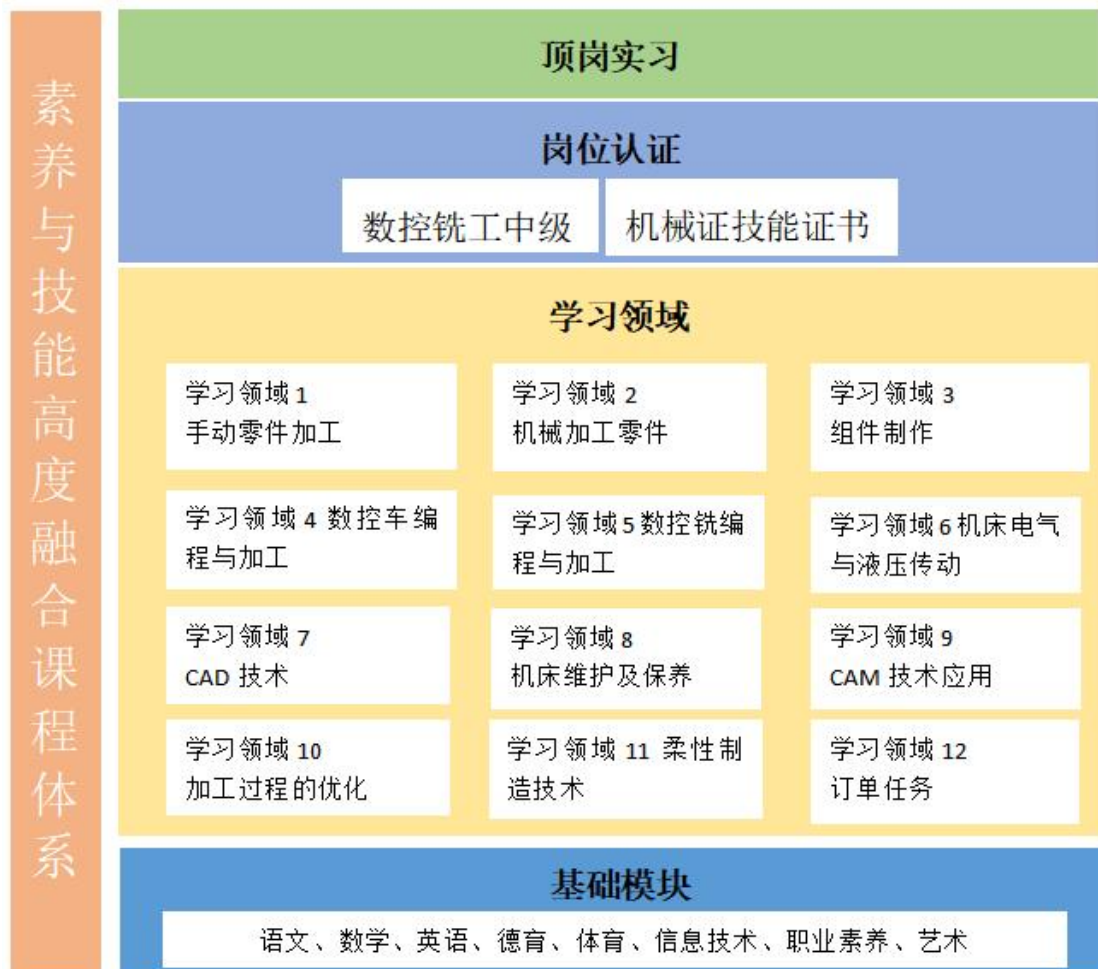 素养与技能高度融合课程体系
顶岗实习
岗位认证
数控铣工中级
机械证技能证书
学习领域
学习领域 1
手动零件加工
学习领域 2
机械加工零件
学习领域 3
组件制作
学习领域 4 数控车编
程与加工
学习领域 5 数控铣编
程与加工
学习领域 6 机床电气
与液压传动
学习领域 7
CAD 技术
学习领域 8
机床维护及保养
学习领域 9
CAM 技术应用
学习领域 10
加工过程的优化
学习领域 11 柔性制
造技术
学习领域 12
订单任务
基础模块
语文、数学、英语、德育、体育、信息技术、职业素养、艺术